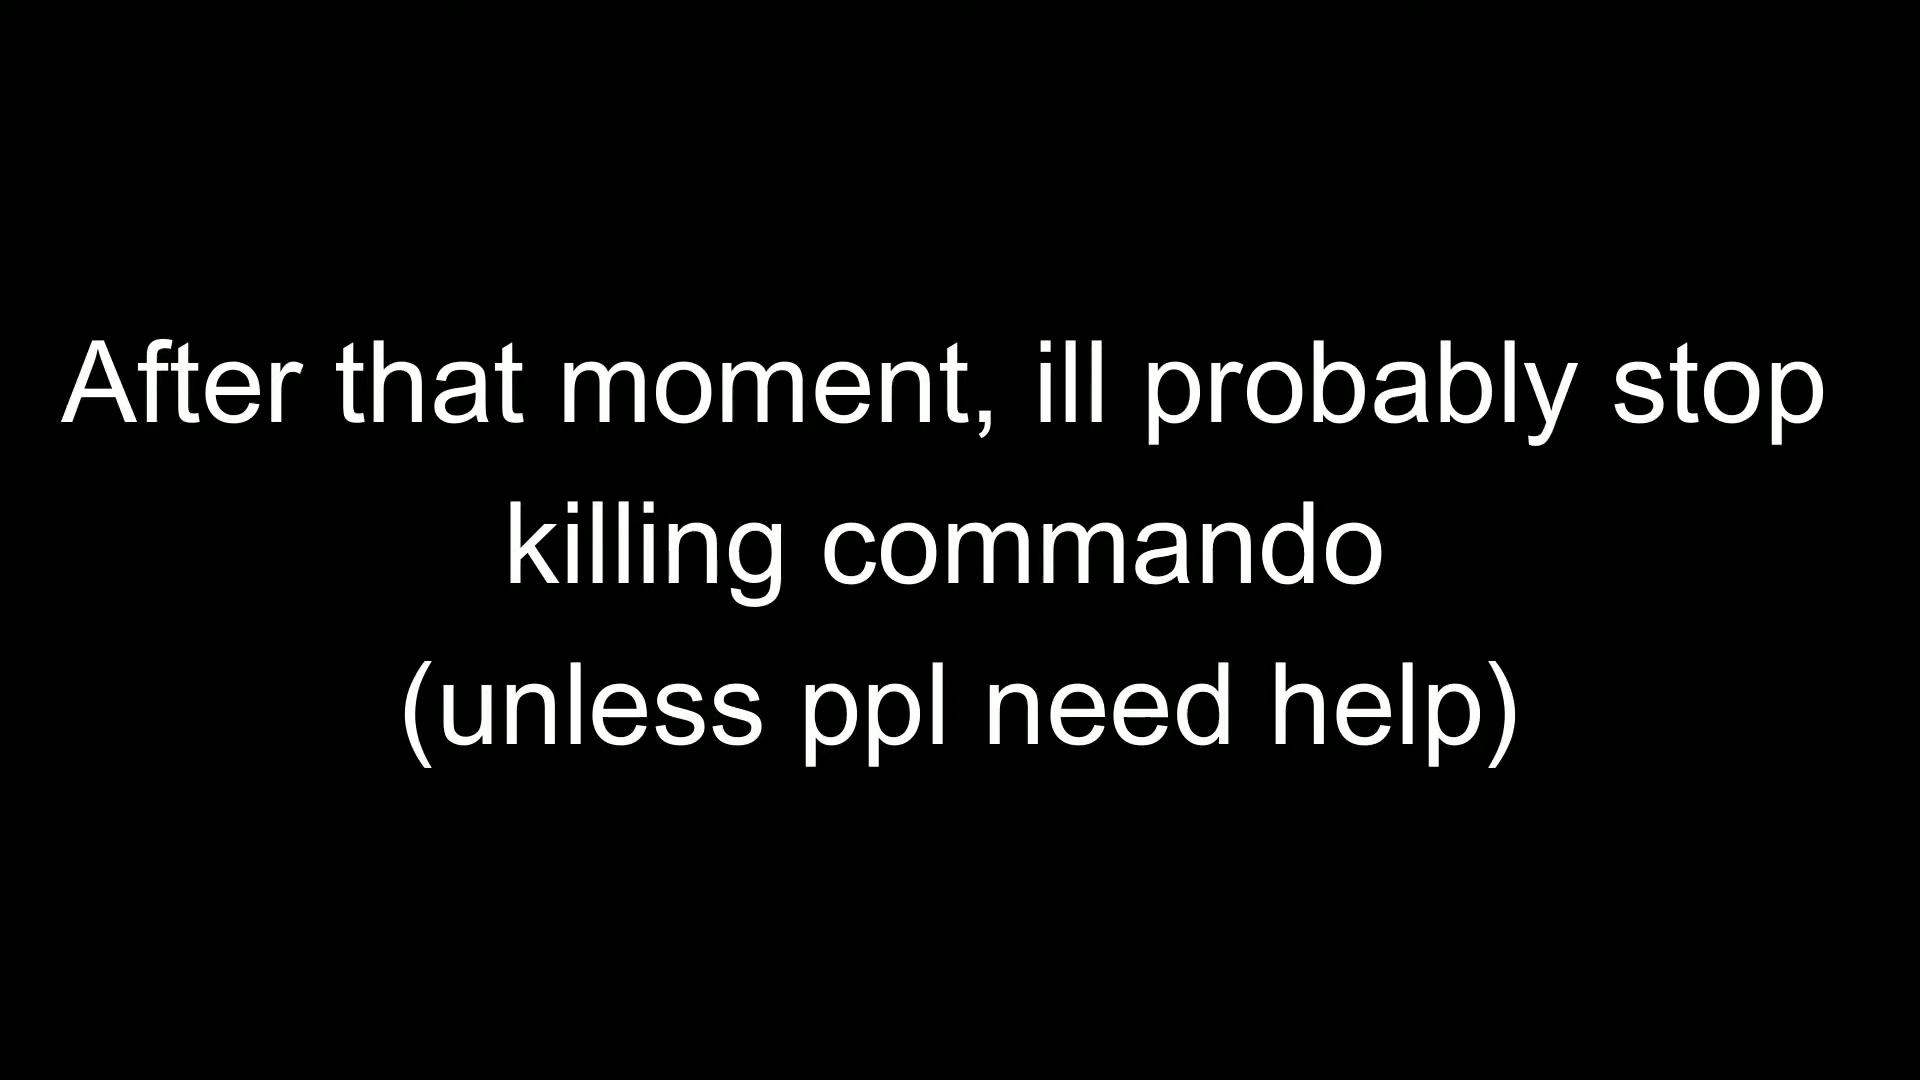 After that moment, ill probably stop
killing commando
(unless ppl need help)